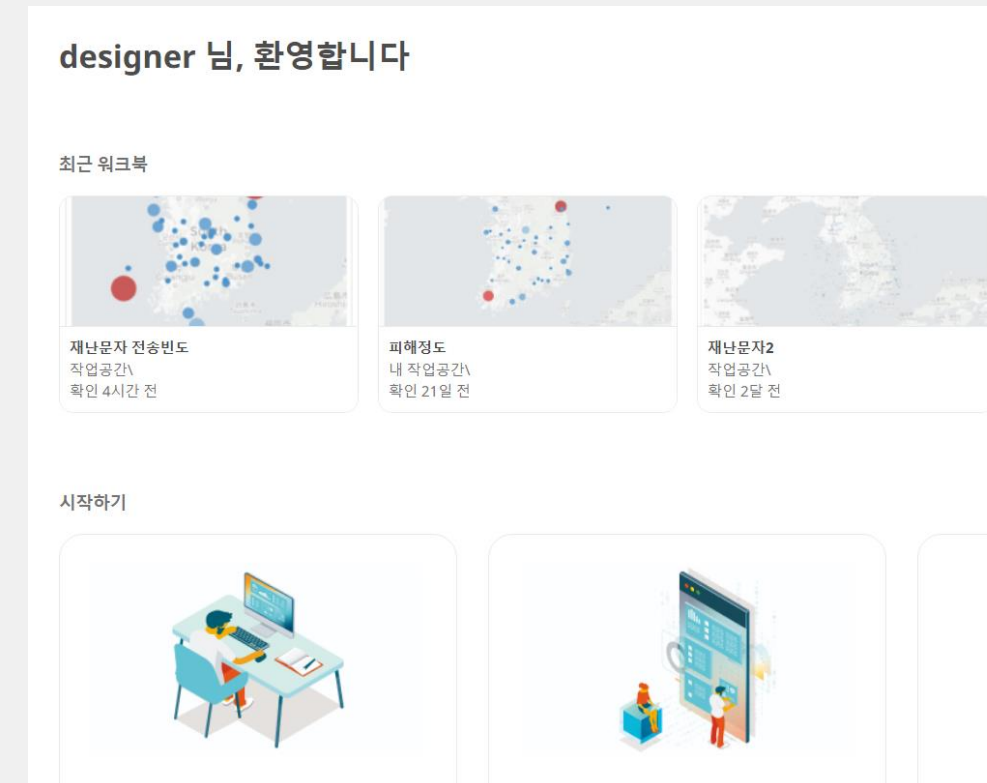 designer 님, 환영합니다
최근 워크북
South
Korea
재난문자 전송빈도
작업공간\
확인 4시간 전
피해정도
내 작업공간\
확인 21일 전
재난문자2
작업공간\
확인 2달 전
시작하기